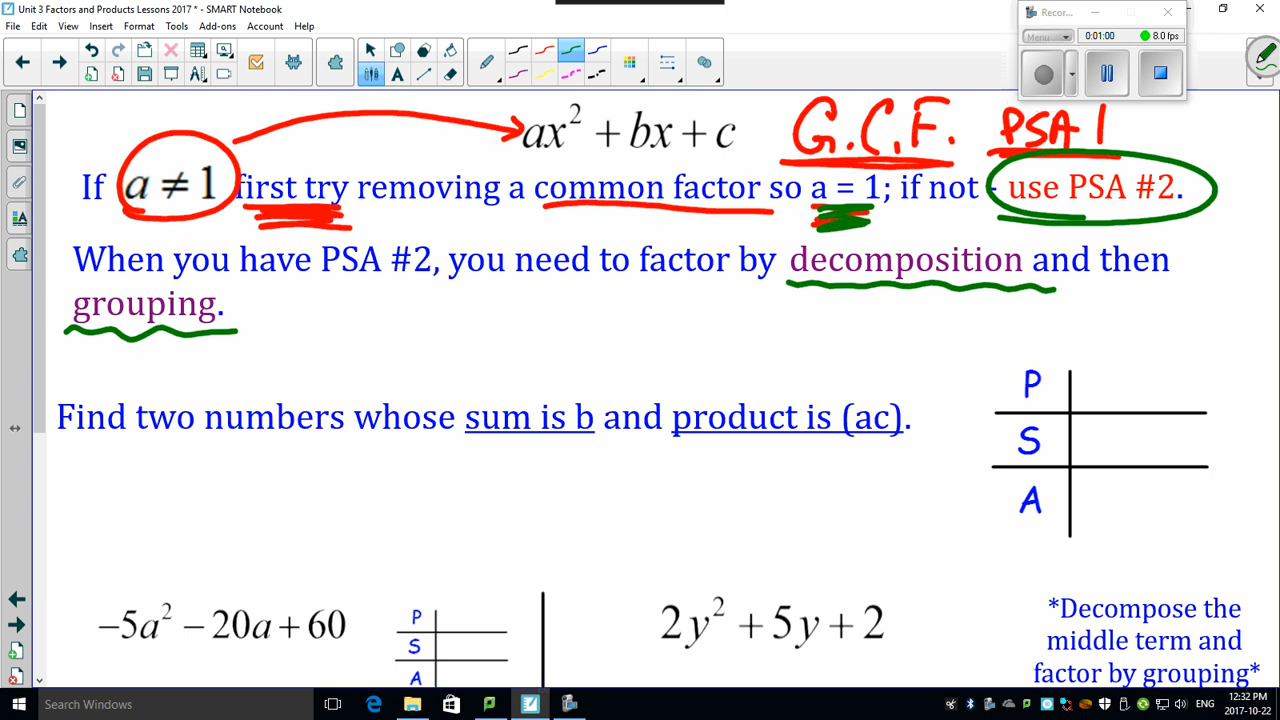 Unit 3 Factors and Products Lessons 2017 * - SMART Notebook
File Edit View Insert Format Tools Add-ons Account Help
Recor...
Menu 0:01:00 8.0 fps
ax² + bx + c G.C.F. PSA 1
If a ≠ 1 first try removing a common factor so a = 1; if not - use PSA #2.
When you have PSA #2, you need to factor by decomposition and then
grouping.
P
Find two numbers whose sum is b and product is (ac).
S
A
−5a² − 20a + 60
P
S
A
2y² + 5y + 2
*Decompose the
middle term and
factor by grouping*
Search Windows
ENG
12:32 PM
2017-10-22